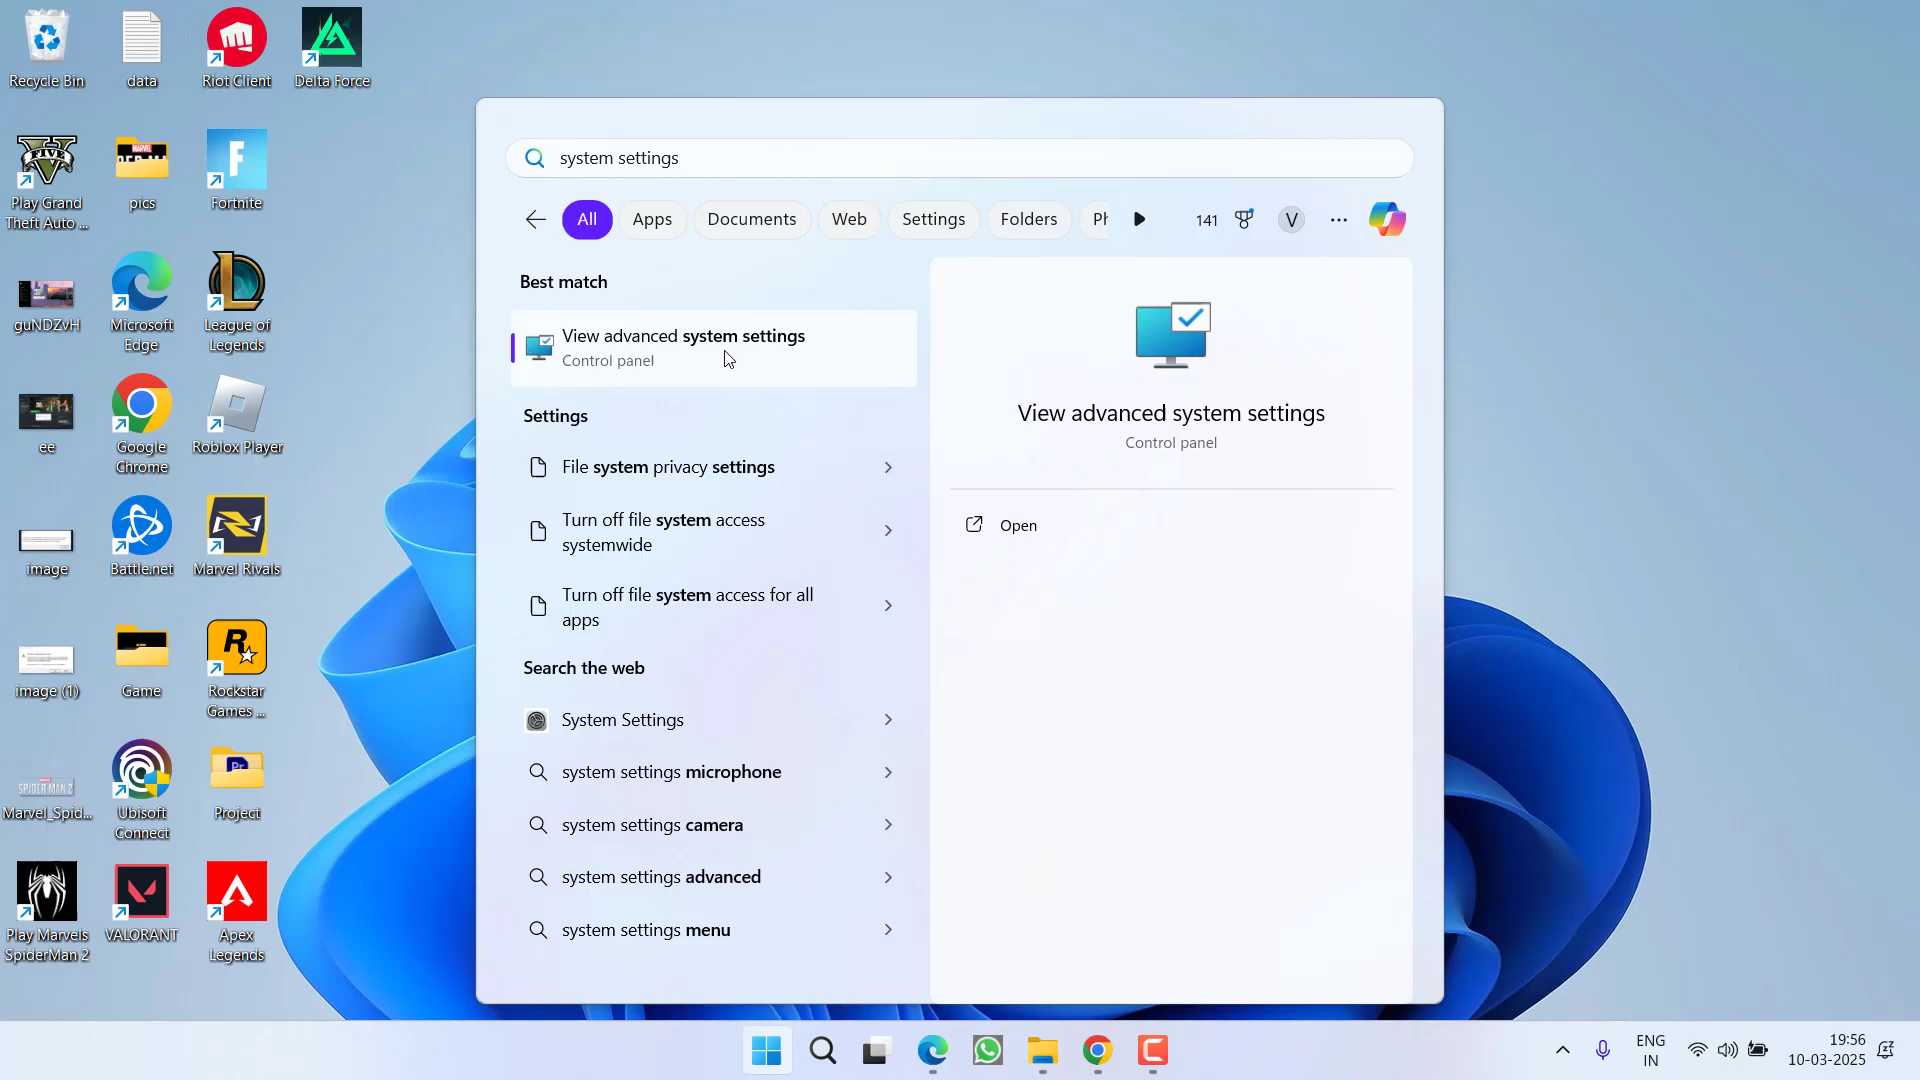 Recycle Bin
data
Riot Client
Delta Force
Play Grand
Theft Auto ...
pics
Fortnite
guNDZvH
Microsoft
Edge
League of
Legends
ee
Google
Chrome
Roblox Player
image
Battle.net
Marvel Rivals
image (1)
Game
Rockstar
Games ...
Marvel_Spid...
Ubisoft
Connect
Project
Play Marvels
SpiderMan 2
VALORANT
Apex
Legends
system settings
All
Apps
Documents
Web
Settings
Folders
Ph
141
V
Best match
View advanced system settings
Control panel
Settings
File system privacy settings
Turn off file system access
systemwide
Turn off file system access for all
apps
Search the web
System Settings
system settings microphone
system settings camera
system settings advanced
system settings menu
View advanced system settings
Control panel
Open
ENG
IN
19:56
10-03-2025